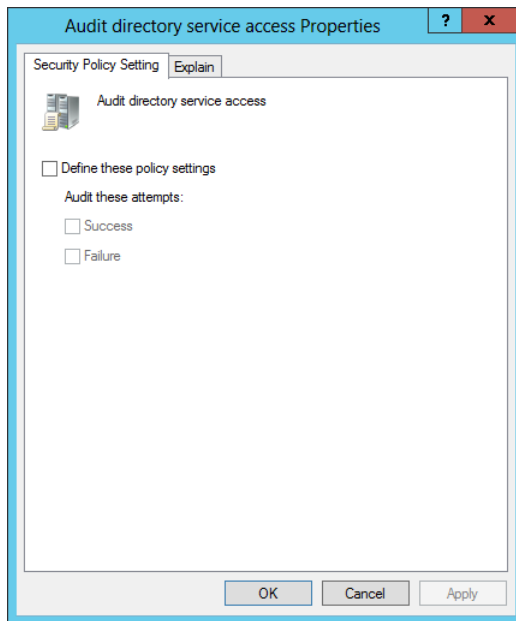 Audit directory service access Properties
? x
Security Policy Setting Explain
Audit directory service access
Define these policy settings
Audit these attempts:
Success
Failure
OK Cancel Apply